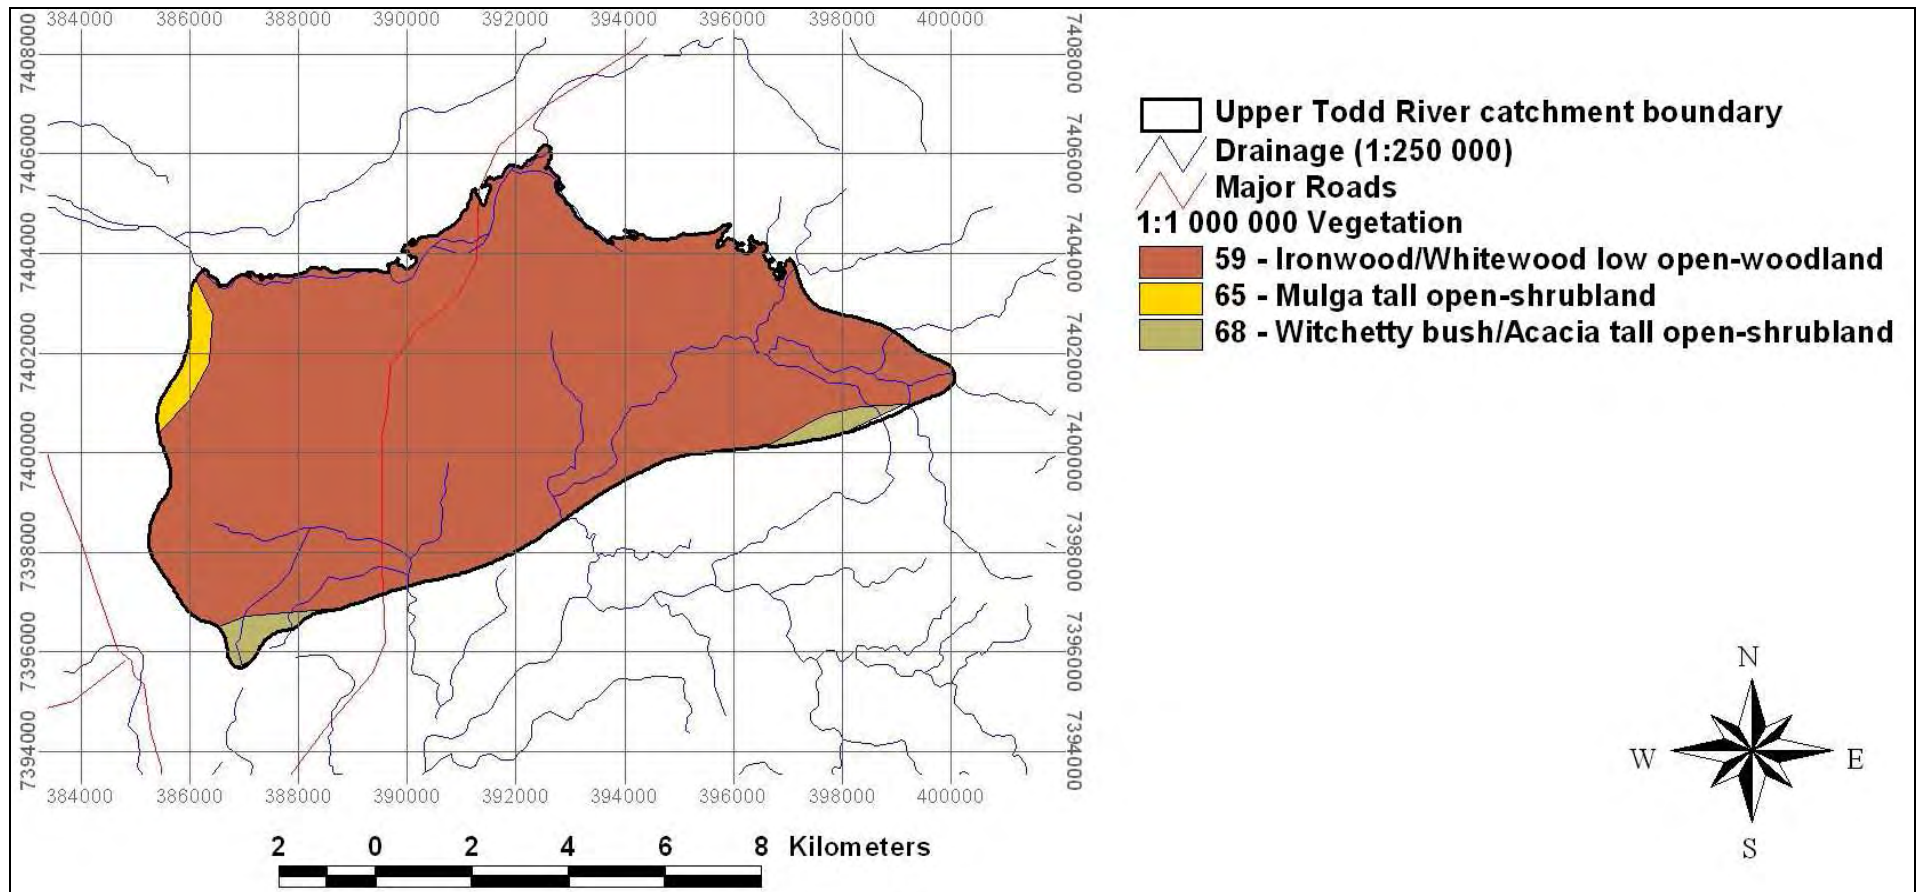 384000 386000 388000 390000 392000 394000 396000 398000 400000
7408000 7408000
7406000 7406000
7404000 7404000
7402000 7402000
7400000 7400000
7398000 7398000
7396000 7396000
7394000 7394000
384000 386000 388000 390000 392000 394000 396000 398000 400000
2 0 2 4 6 8 Kilometers
Upper Todd River catchment boundary
Drainage (1:250 000)
Major Roads
1:1 000 000 Vegetation
59 - Ironwood/Whitewood low open-woodland
65 - Mulga tall open-shrubland
68 - Witchetty bush/Acacia tall open-shrubland
N
W E
S